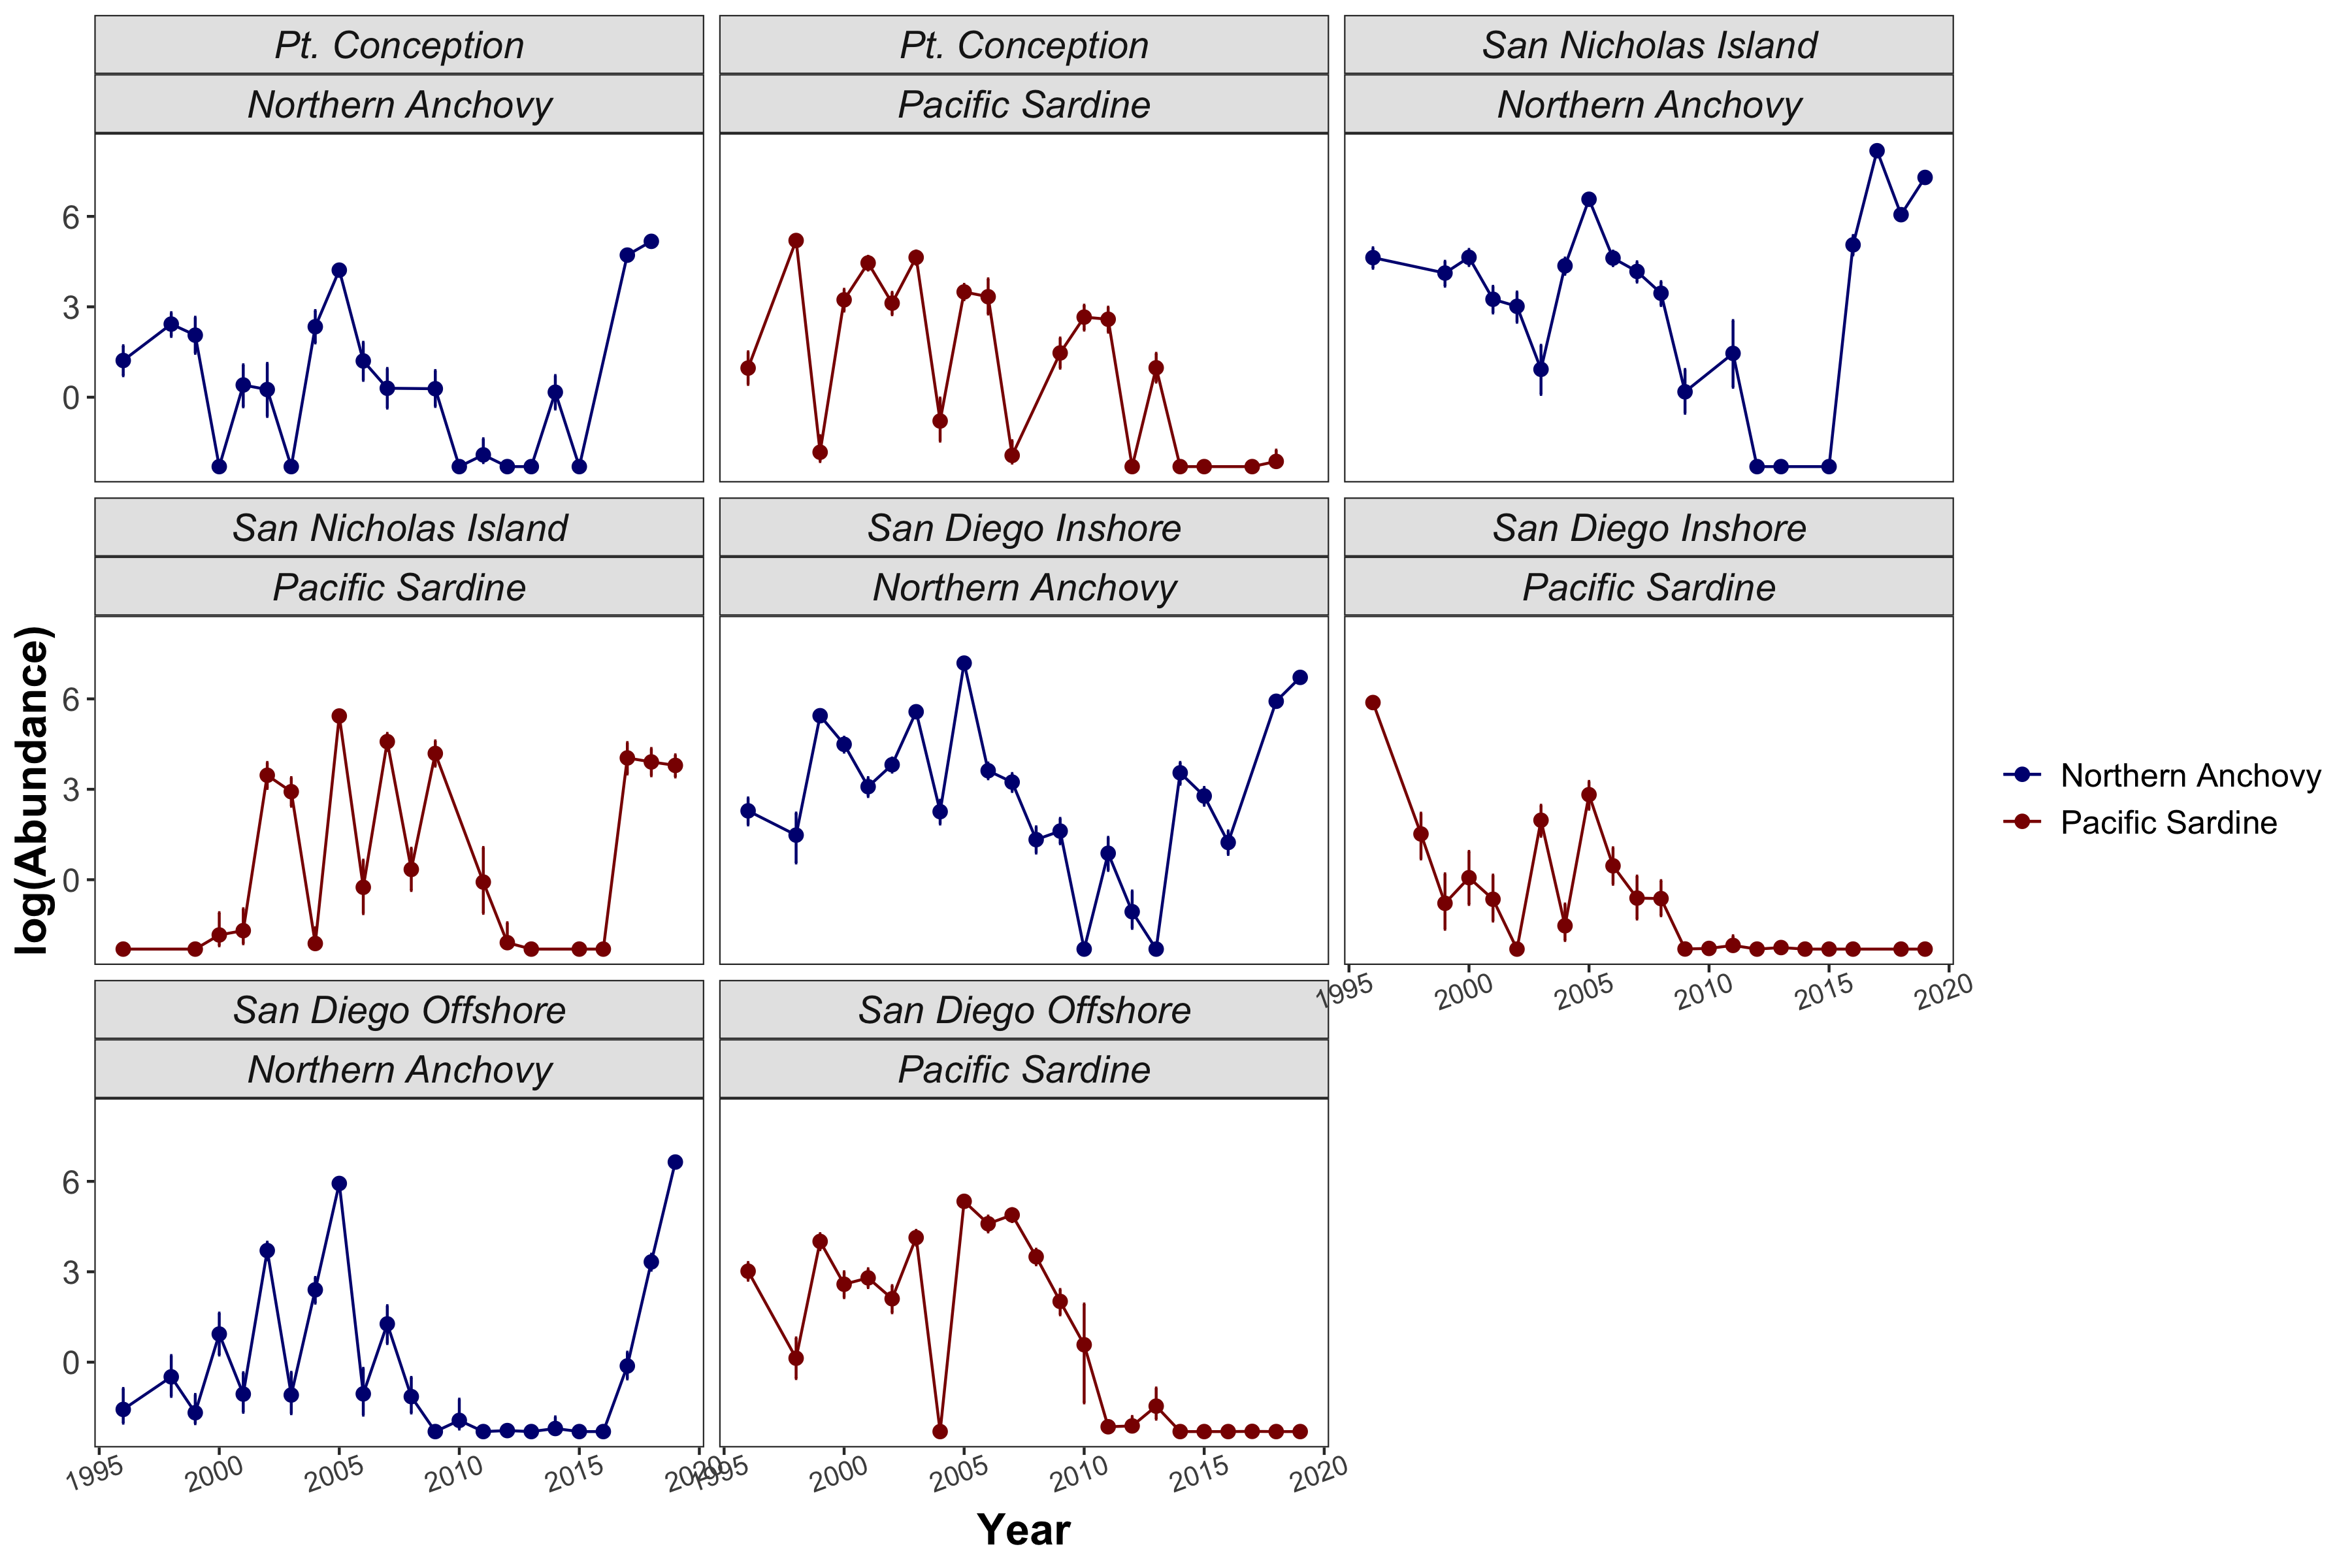 Pt. Conception
Northern Anchovy
Pt. Conception
Pacific Sardine
San Nicholas Island
Northern Anchovy
6
3
0
San Nicholas Island
Pacific Sardine
San Diego Inshore
Northern Anchovy
San Diego Inshore
Pacific Sardine
6
3
0
1995 2000 2005 2010 2015 2020
San Diego Offshore
Northern Anchovy
San Diego Offshore
Pacific Sardine
6
3
0
1995 2000 2005 2010 2015 2020
1995 2000 2005 2010 2015 2020
log(Abundance)
Year
Northern Anchovy
Pacific Sardine